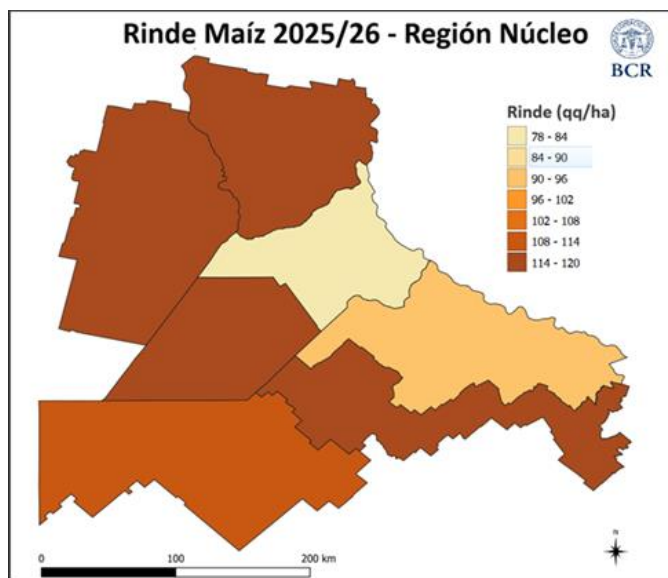 Rinde Maíz 2025/26 - Región Núcleo
BCR
Rinde (qq/ha)
78 - 84
84 - 90
90 - 96
96 - 102
102 - 108
108 - 114
114 - 120
N
0 100 200 km